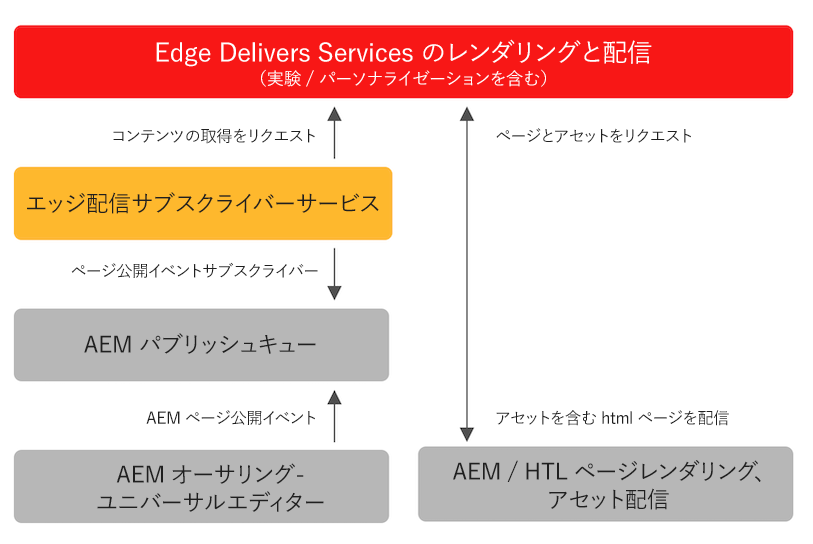 Edge Delivers Services のレンダリングと配信
（実験 / パーソナライゼーションを含む）
コンテンツの取得をリクエスト
ページとアセットをリクエスト
エッジ配信サブスクライバーサービス
ページ公開イベントサブスクライバー
AEM パブリッシュキュー
AEM ページ公開イベント
アセットを含む html ページを配信
AEM オーサリング-
ユニバーサルエディター
AEM / HTL ページレンダリング、
アセット配信